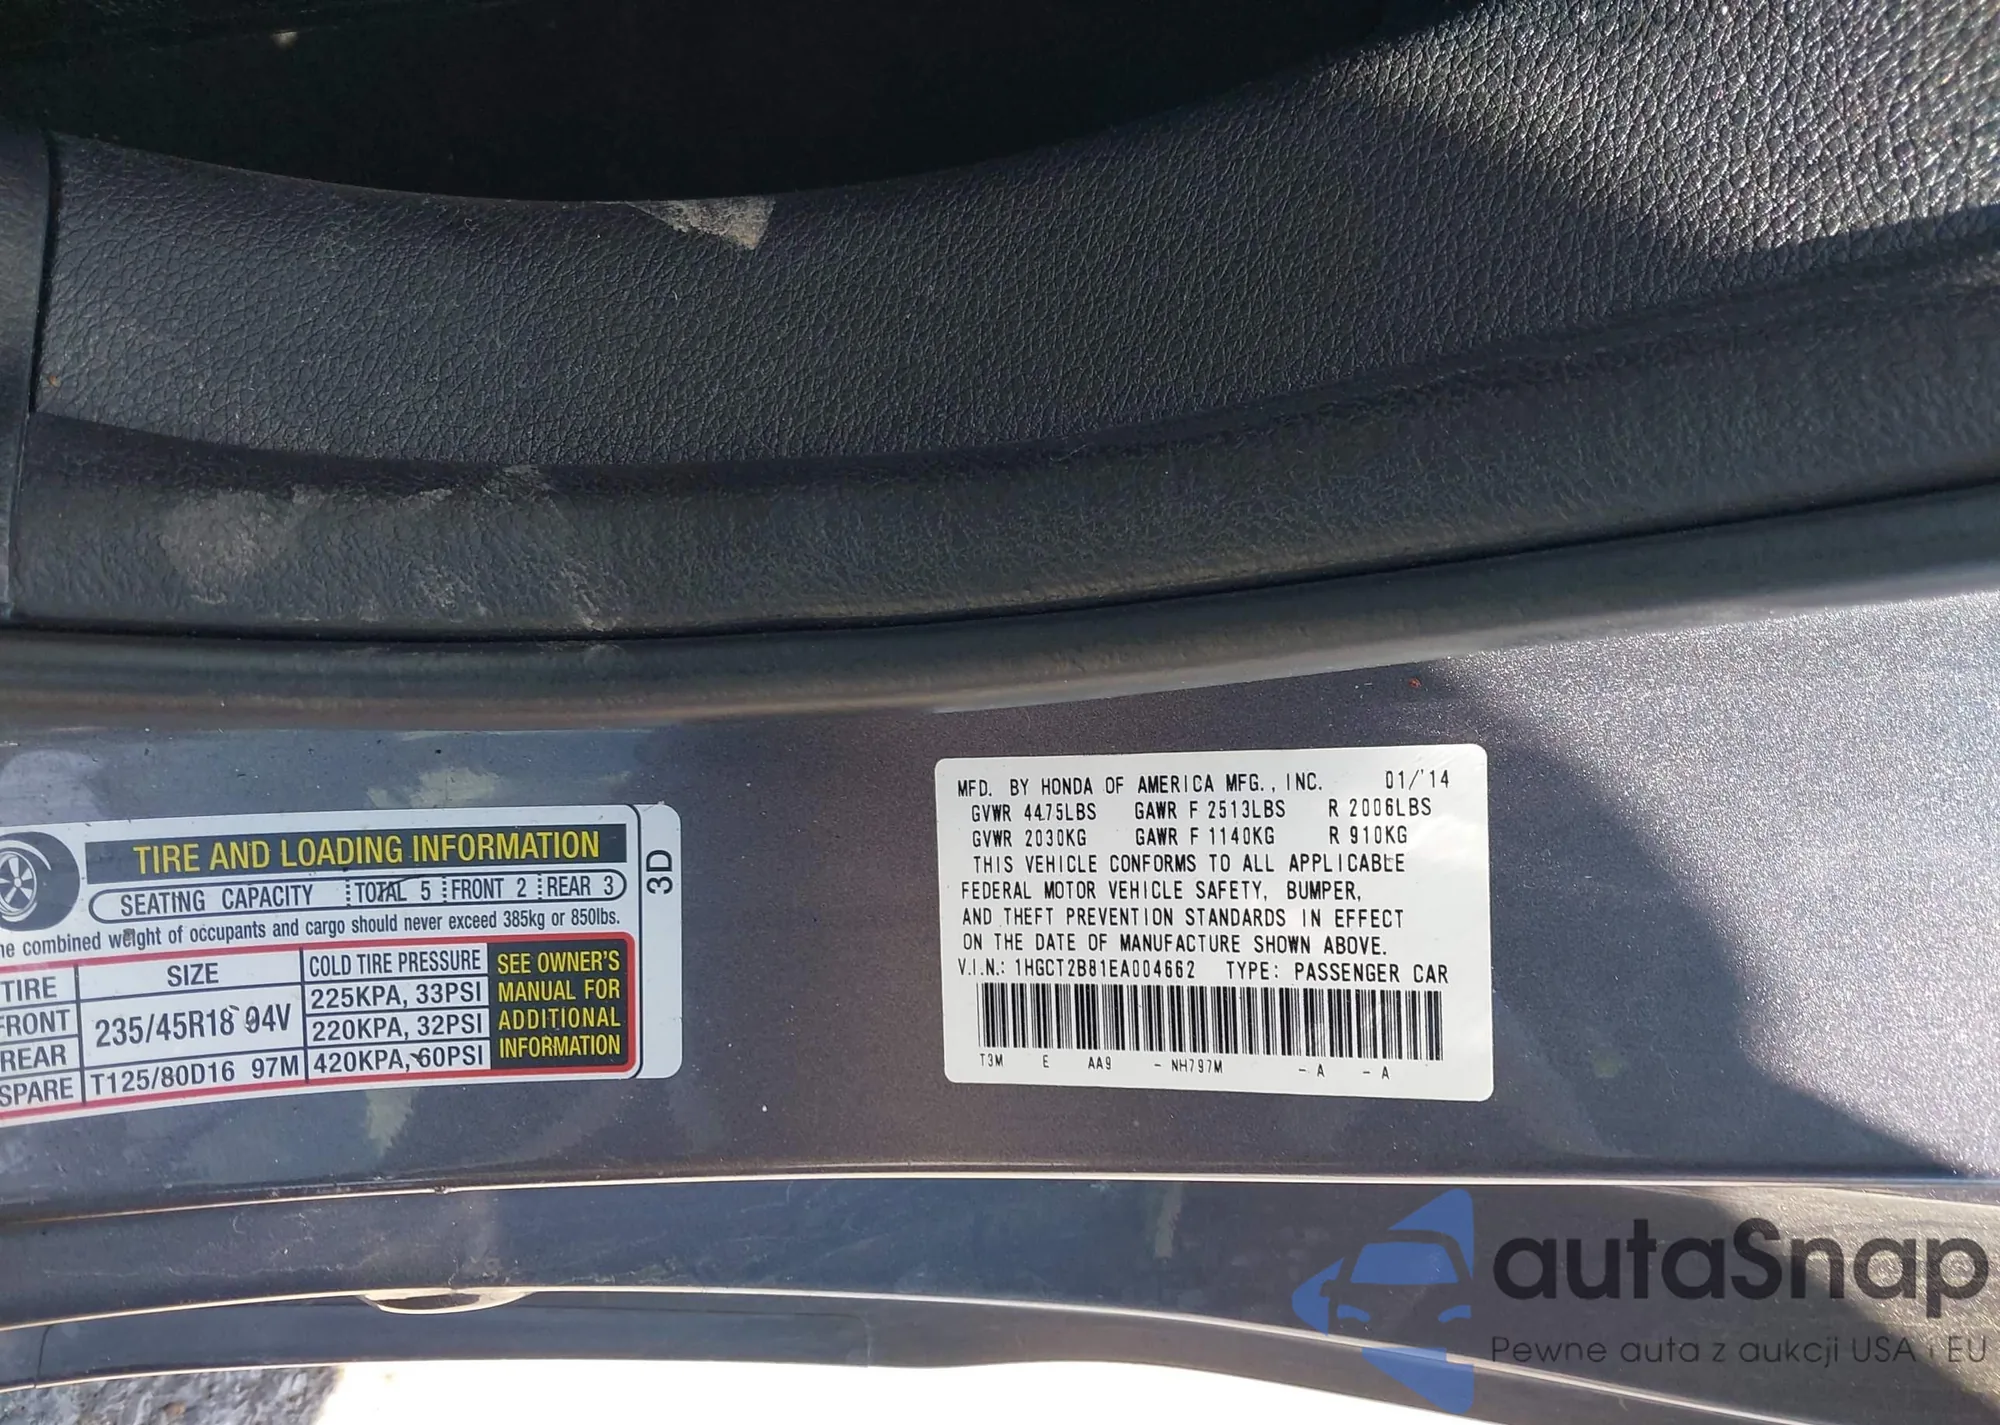 TIRE AND LOADING INFORMATION
SEATING CAPACITY TOTAL 5 FRONT 2 REAR 3
combined weight of occupants and cargo should never exceed 385kg or 850lbs.
TIRE SIZE COLD TIRE PRESSURE
FRONT 235/45R18 94V 225KPA, 33PSI
REAR 220KPA, 32PSI
SPARE T125/80D16 97M 420KPA, 60PSI
SEE OWNER'S
MANUAL FOR
ADDITIONAL
INFORMATION
3D
MFD. BY HONDA OF AMERICA MFG., INC. 01/'14
GVWR 4475LBS GAWR F 2513LBS R 2006LBS
GVWR 2030KG GAWR F 1140KG R 910KG
THIS VEHICLE CONFORMS TO ALL APPLICABLE
FEDERAL MOTOR VEHICLE SAFETY, BUMPER,
AND THEFT PREVENTION STANDARDS IN EFFECT
ON THE DATE OF MANUFACTURE SHOWN ABOVE.
V.I.N.: 1HGCT2B81EA004662 TYPE: PASSENGER CAR
T3M E AA9 - NH797M - A - A
autaSnap
Pewne auta z aukcji USA i EU